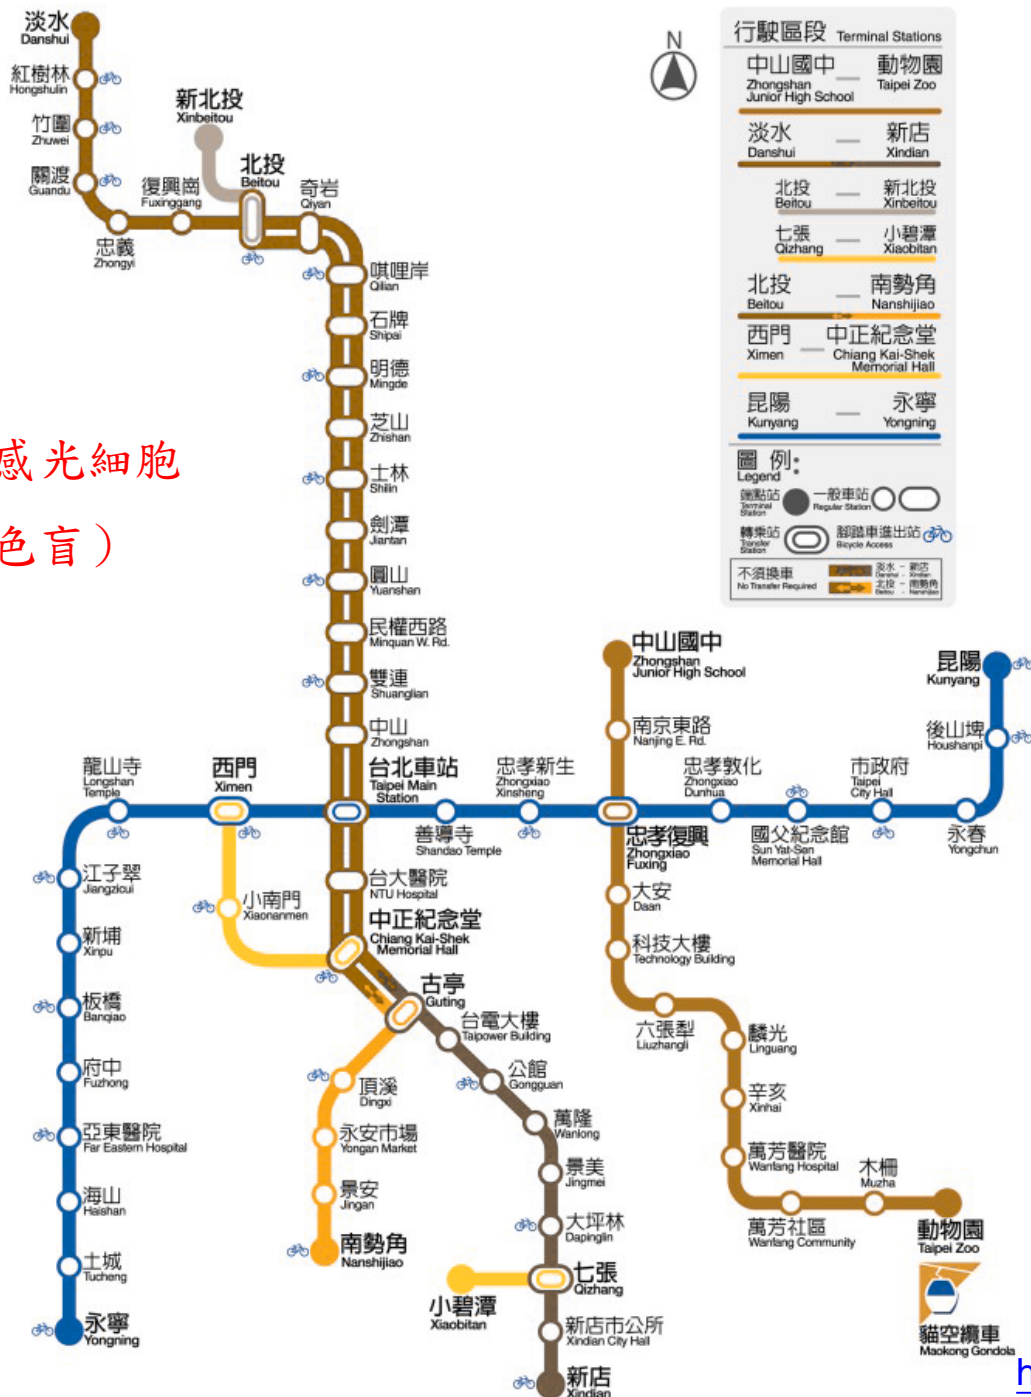 淡水
Danshui
紅樹林
Hongshulin
竹圍
Zhuwei
關渡
Guandu
忠義
Zhongyi
復興崗
Fuxinggang
新北投
Xinbeitou
北投
Beitou
奇岩
Qiyan
唭哩岸
Qilian
石牌
Shipai
明德
Mingde
芝山
Zhishan
士林
Shilin
劍潭
Jiantan
圓山
Yuanshan
民權西路
Minquan W. Rd.
雙連
Shuanglian
中山
Zhongshan
台北車站
Taipei Main
Station
台大醫院
NTU Hospital
中正紀念堂
Chiang Kai-Shek
Memorial Hall
古亭
Guting
台電大樓
Taipower Building
公館
Gongguan
萬隆
Wanlong
景美
Jingmei
大坪林
Dapinglin
七張
Qizhang
新店市公所
Xindian City Hall
新店
Xindian
小碧潭
Xiaobitan
頂溪
Dingxi
永安市場
Yongan Market
景安
Jingan
南勢角
Nanshijiao
西門
Ximen
小南門
Xiaonanmen
龍山寺
Longshan
Temple
江子翠
Jiangzicui
新埔
Xinpu
板橋
Banqiao
府中
Fuzhong
亞東醫院
Far Eastern Hospital
海山
Haishan
土城
Tucheng
永寧
Yongning
善導寺
Shandao Temple
忠孝新生
Zhongxiao
Xinsheng
忠孝復興
Zhongxiao
Fuxing
忠孝敦化
Zhongxiao
Dunhua
國父紀念館
Sun Yat-Sen
Memorial Hall
市政府
Taipei
City Hall
永春
Yongchun
後山埤
Houshanpi
昆陽
Kunyang
中山國中
Zhongshan
Junior High School
南京東路
Nanjing E. Rd.
大安
Daan
科技大樓
Technology Building
六張犁
Liuzhangli
麟光
Linguang
辛亥
Xinhai
萬芳醫院
Wanfang Hospital
萬芳社區
Wanfang Community
木柵
Muzha
動物園
Taipei Zoo
貓空纜車
Maokong Gondola
感光細胞
色盲）
N
行駛區段 Terminal Stations
中山國中 — 動物園
Zhongshan
Junior High School
Taipei Zoo
淡水 — 新店
Danshui Xindian
北投 — 新北投
Beitou Xinbeitou
七張 — 小碧潭
Qizhang Xiaobitan
北投 — 南勢角
Beitou Nanshijiao
西門 — 中正紀念堂
Ximen Chiang Kai-Shek
Memorial Hall
昆陽 — 永寧
Kunyang Yongning
圖 例:
Legend
端點站
Terminal
Station
一般車站
Regular Station
轉乘站
Transfer
Station
腳踏車進出站
Bicycle Access
不須換車
No Transfer Required
淡水 - 新店
Danshui - Xindian
北投 - 南勢角
Beitou - Nanshijiao
h